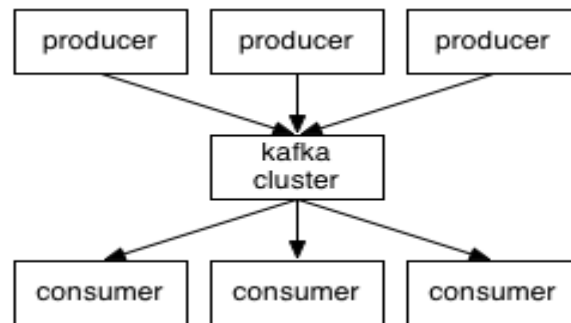 producer producer producer
kafka
cluster
consumer consumer consumer